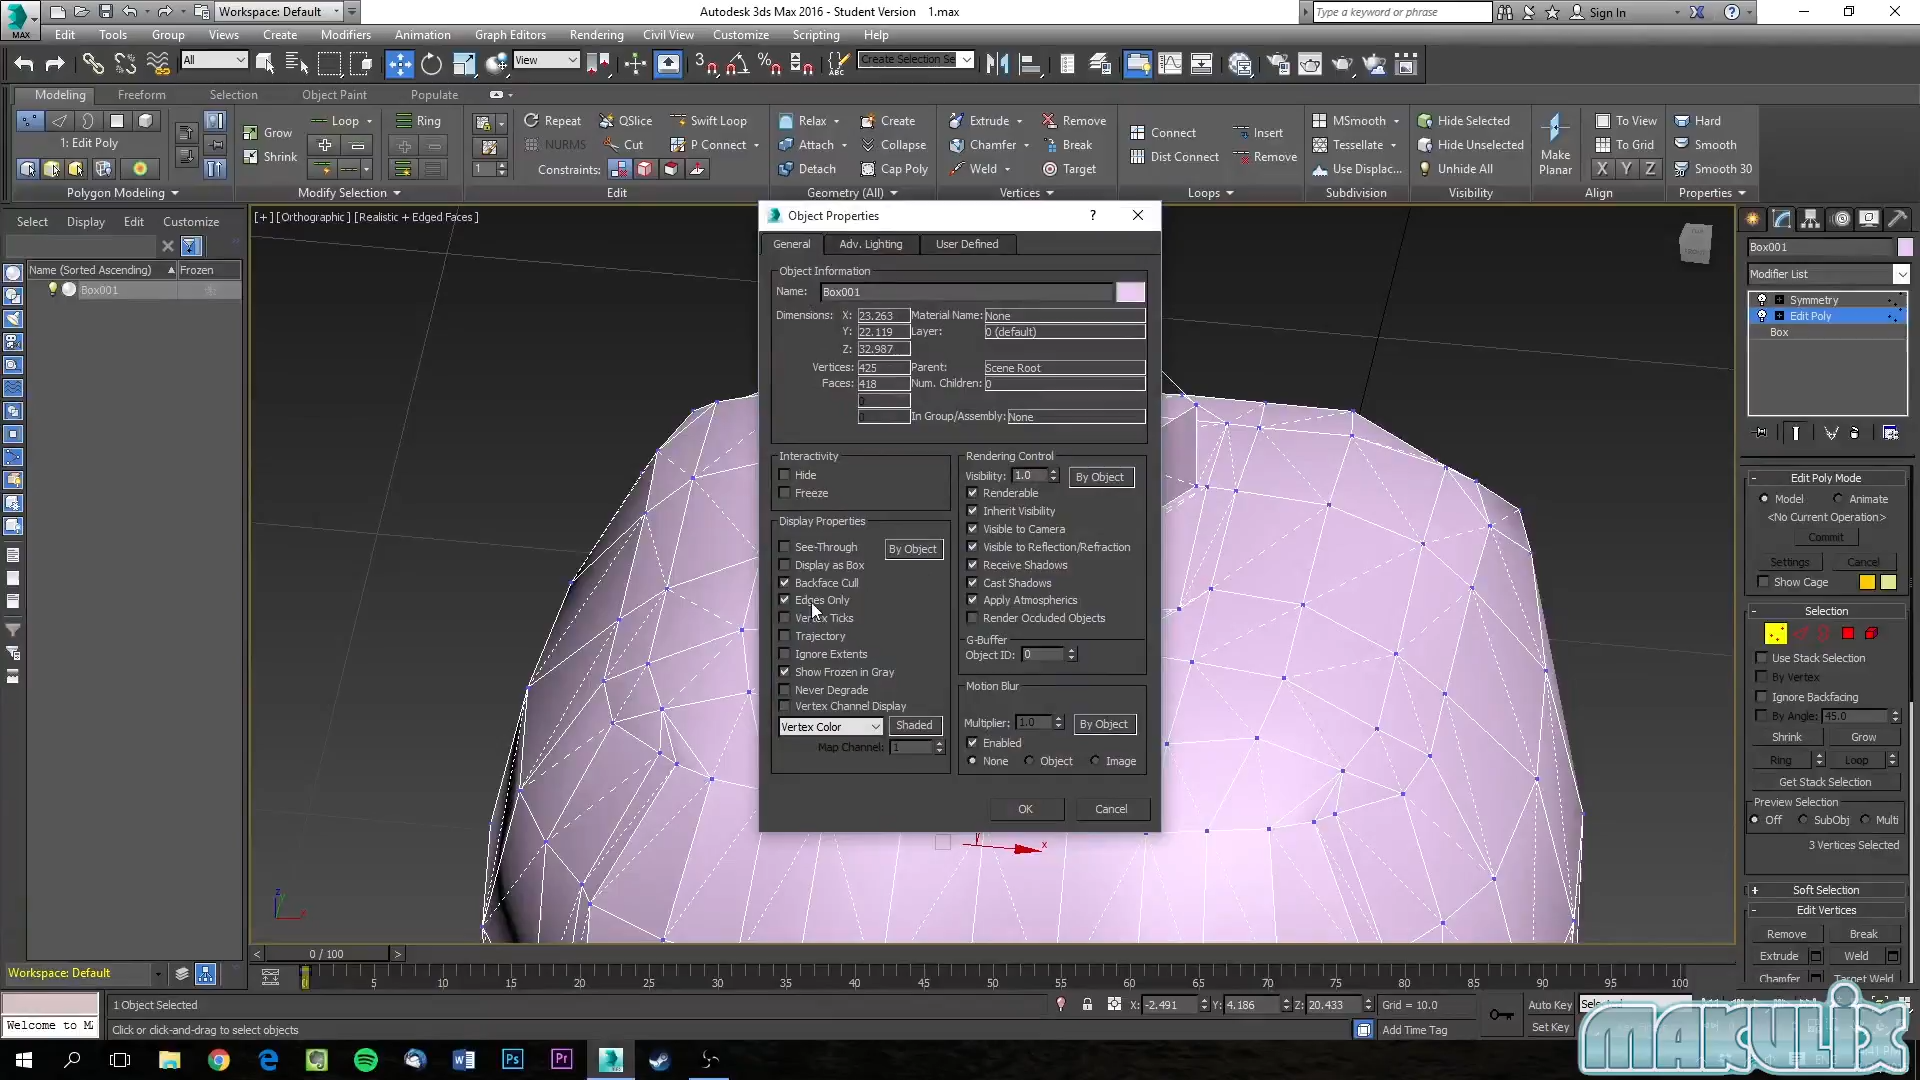 Workspace: Default
Autodesk 3ds Max 2016 - Student Version    1.max
Type a keyword or phrase
Sign In
MAX
Edit Tools Group Views Create Modifiers Animation Graph Editors Rendering Civil View Customize Scripting Help
All
View
Create Selection Se
Modeling Freeform Selection Object Paint Populate
1: Edit Poly
Polygon Modeling
Grow
Shrink
Loop
Ring
Modify Selection
Repeat
QSlice
Swift Loop
NURMS
Cut
P Connect
Constraints:
Edit
Relax
Create
Attach
Collapse
Detach
Cap Poly
Geometry (All)
Extrude
Remove
Chamfer
Break
Weld
Target
Vertices
Connect
Insert
Dist Connect
Remove
Loops
MSmooth
Tessellate
Use Displac...
Subdivision
Hide Selected
Hide Unselected
Unhide All
Visibility
Make Planar
To View
To Grid
X Y Z
Align
Hard
Smooth
Smooth 30
Properties
Select Display Edit Customize
Name (Sorted Ascending)
Frozen
Box001
[+] [Orthographic] [Realistic + Edged Faces]
Object Properties
General
Adv. Lighting
User Defined
Object Information
Name: Box001
Dimensions: X: 23.263
Y: 22.119
Z: 32.987
Material Name: None
Layer: 0 (default)
Vertices: 425
Faces: 418
Parent: Scene Root
Num. Children: 0
0
0
In Group/Assembly: None
Interactivity
Hide
Freeze
Display Properties
See-Through
By Object
Display as Box
Backface Cull
Edges Only
Vertex Ticks
Trajectory
Ignore Extents
Show Frozen in Gray
Never Degrade
Vertex Channel Display
Vertex Color
Shaded
Map Channel: 1
Rendering Control
Visibility: 1.0
By Object
Renderable
Inherit Visibility
Visible to Camera
Visible to Reflection/Refraction
Receive Shadows
Cast Shadows
Apply Atmospherics
Render Occluded Objects
G-Buffer
Object ID: 0
Motion Blur
Multiplier: 1.0
By Object
Enabled
None Object Image
OK
Cancel
x
z
Box001
Modifier List
Symmetry
Edit Poly
Box
Edit Poly Mode
Model
Animate
<No Current Operation>
Commit
Settings
Cancel
Show Cage
Selection
Use Stack Selection
By Vertex
Ignore Backfacing
By Angle: 45.0
Shrink
Grow
Ring
Loop
Get Stack Selection
Preview Selection
Off SubObj Multi
3 Vertices Selected
Soft Selection
Edit Vertices
Remove
Break
Extrude
Weld
Chamfer
Target Weld
0 / 100
Workspace: Default
5 10 15 20 25 30 35 40 45 50 55 60 65 70 75 80 85 90 95 100
1 Object Selected
X: -2.491
Y: 4.186
Z: 20.433
Grid = 10.0
Auto Key
Welcome to M
Click or click-and-drag to select objects
Add Time Tag
Set Key
MAKULIX